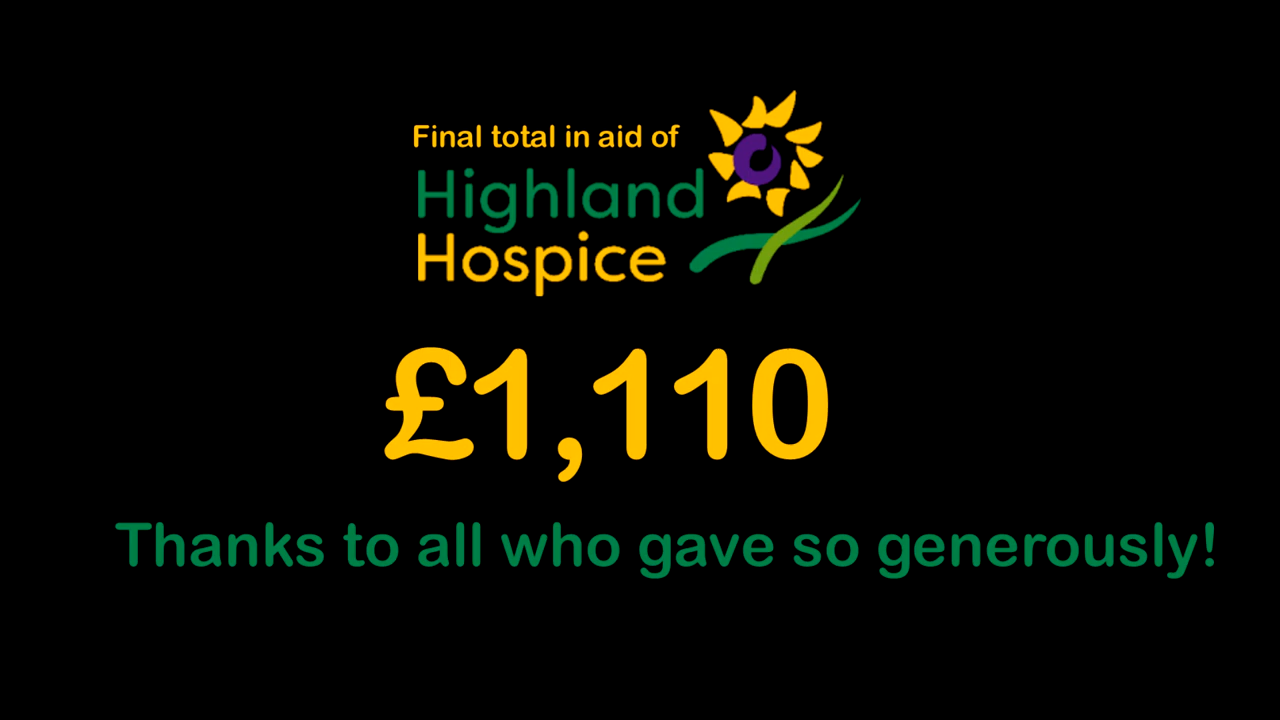 Final total in aid of
Highland
Hospice
£1,110
Thanks to all who gave so generously!